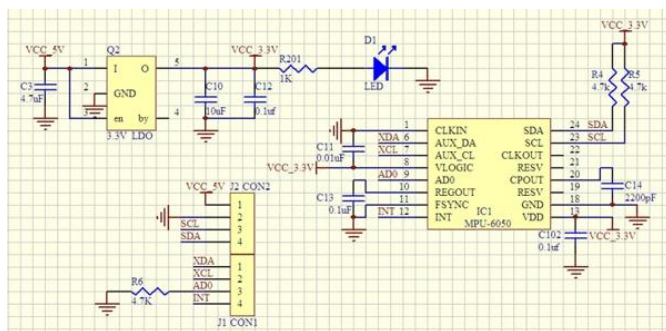 VCC_5V
Q2
VCC_3.3V
D1
VCC_3.3V
1
I
O
5
R201
1K
LED
C3
4.7uF
2
GND
C10
10uF
C12
0.1uf
3
en
by
4
3.3V LDO
R4
4.7k
R5
4.7k
1
CLKIN
SDA
24
SDA
XDA
6
AUX_DA
SCL
23
SCL
XCL
7
AUX_CL
CLKOUT
22
C11
0.01uF
VCC_3.3V
8
VLOGIC
RESV
21
AD0
9
AD0
CPOUT
20
10
REGOUT
RESV
19
C13
0.1uF
11
FSYNC
GND
18
INT
12
INT
VDD
13
IC1
MPU-6050
C14
2200pF
VCC_3.3V
C102
0.1uf
VCC_5V
J2 CON2
1
2
SCL
3
SDA
4
XDA
1
XCL
2
AD0
3
INT
4
J1 CON1
R6
4.7K